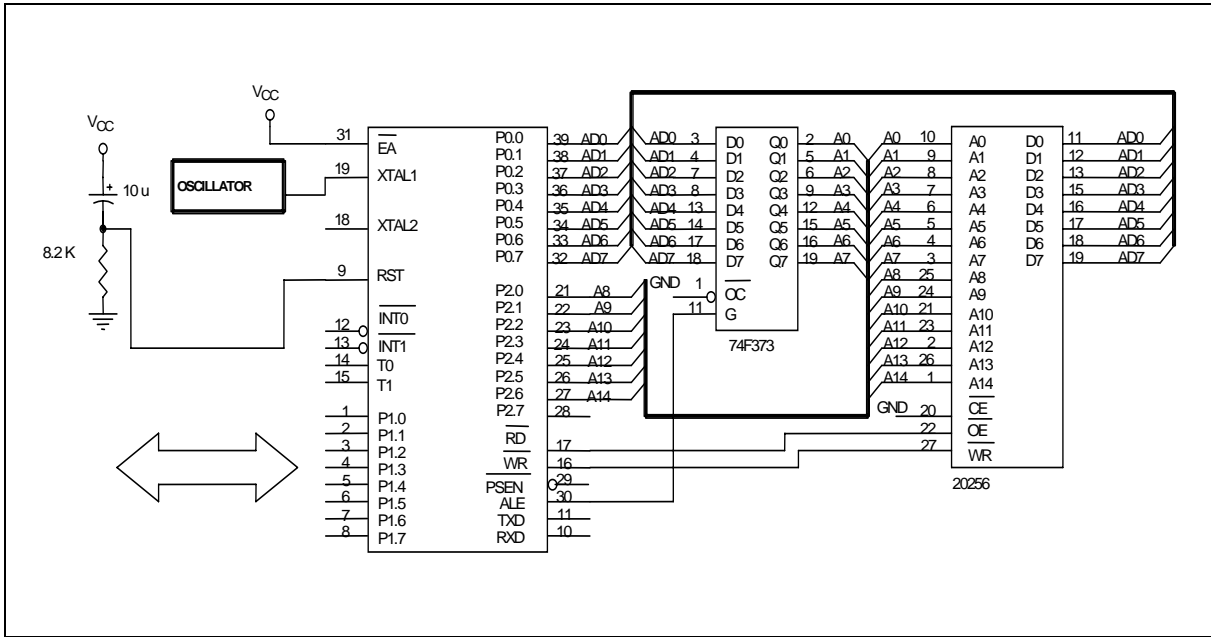 VCC
10 u
8.2 K
VCC
OSCILLATOR
31 EA
19 XTAL1
18 XTAL2
9 RST
12 INT0
13 INT1
14 T0
15 T1
1 P1.0
2 P1.1
3 P1.2
4 P1.3
5 P1.4
6 P1.5
7 P1.6
8 P1.7
P0.0 39 AD0
P0.1 38 AD1
P0.2 37 AD2
P0.3 36 AD3
P0.4 35 AD4
P0.5 34 AD5
P0.6 33 AD6
P0.7 32 AD7
P2.0 21 A8
P2.1 22 A9
P2.2 23 A10
P2.3 24 A11
P2.4 25 A12
P2.5 26 A13
P2.6 27 A14
P2.7 28
RD 17
WR 16
PSEN 29
ALE 30
TXD 11
RXD 10
AD0 3 D0 Q0 2 A0
AD1 4 D1 Q1 5 A1
AD2 7 D2 Q2 6 A2
AD3 8 D3 Q3 9 A3
AD4 13 D4 Q4 12 A4
AD5 14 D5 Q5 15 A5
AD6 17 D6 Q6 16 A6
AD7 18 D7 Q7 19 A7
GND 1 OC
11 G
74F373
A0 10 A0 D0 11 AD0
A1 9 A1 D1 12 AD1
A2 8 A2 D2 13 AD2
A3 7 A3 D3 15 AD3
A4 6 A4 D4 16 AD4
A5 5 A5 D5 17 AD5
A6 4 A6 D6 18 AD6
A7 3 A7 D7 19 AD7
A8 25 A8
A9 24 A9
A10 21 A10
A11 23 A11
A12 2 A12
A13 26 A13
A14 1 A14
GND 20 CE
22 OE
27 WR
20256